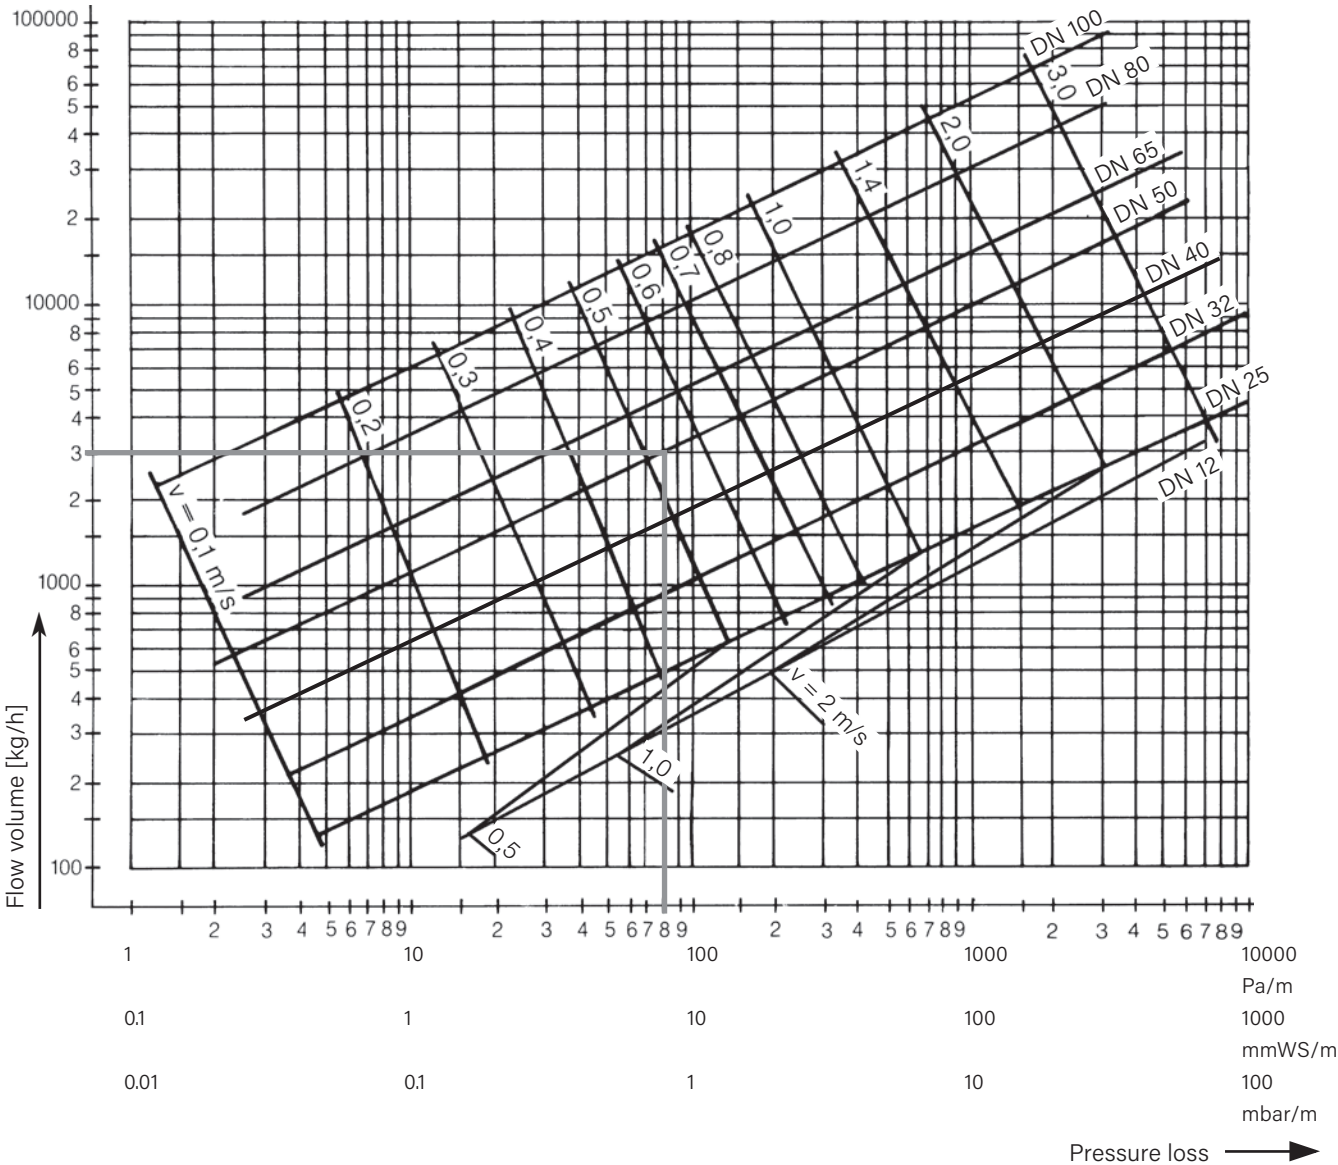 100000
8
6
5
4
3
2
10000
8
6
5
4
3
2
1000
8
6
5
4
3
2
100
Flow volume [kg/h]
DN 100
DN 80
DN 65
DN 50
DN 40
DN 32
DN 25
DN 12
v = 0,1 m/s
0,2
0,3
0,4
0,5
0,6
0,7
0,8
1,0
1,4
2,0
3,0
0,5
1,0
v = 2 m/s
2 3 4 5 6 7 8 9 2 3 4 5 6 7 8 9 2 3 4 5 6 7 8 9 2 3 4 5 6 7 8 9
1 10 100 1000 10000
Pa/m
0.1 1 10 100 1000
mmWS/m
0.01 0.1 1 10 100
mbar/m
Pressure loss